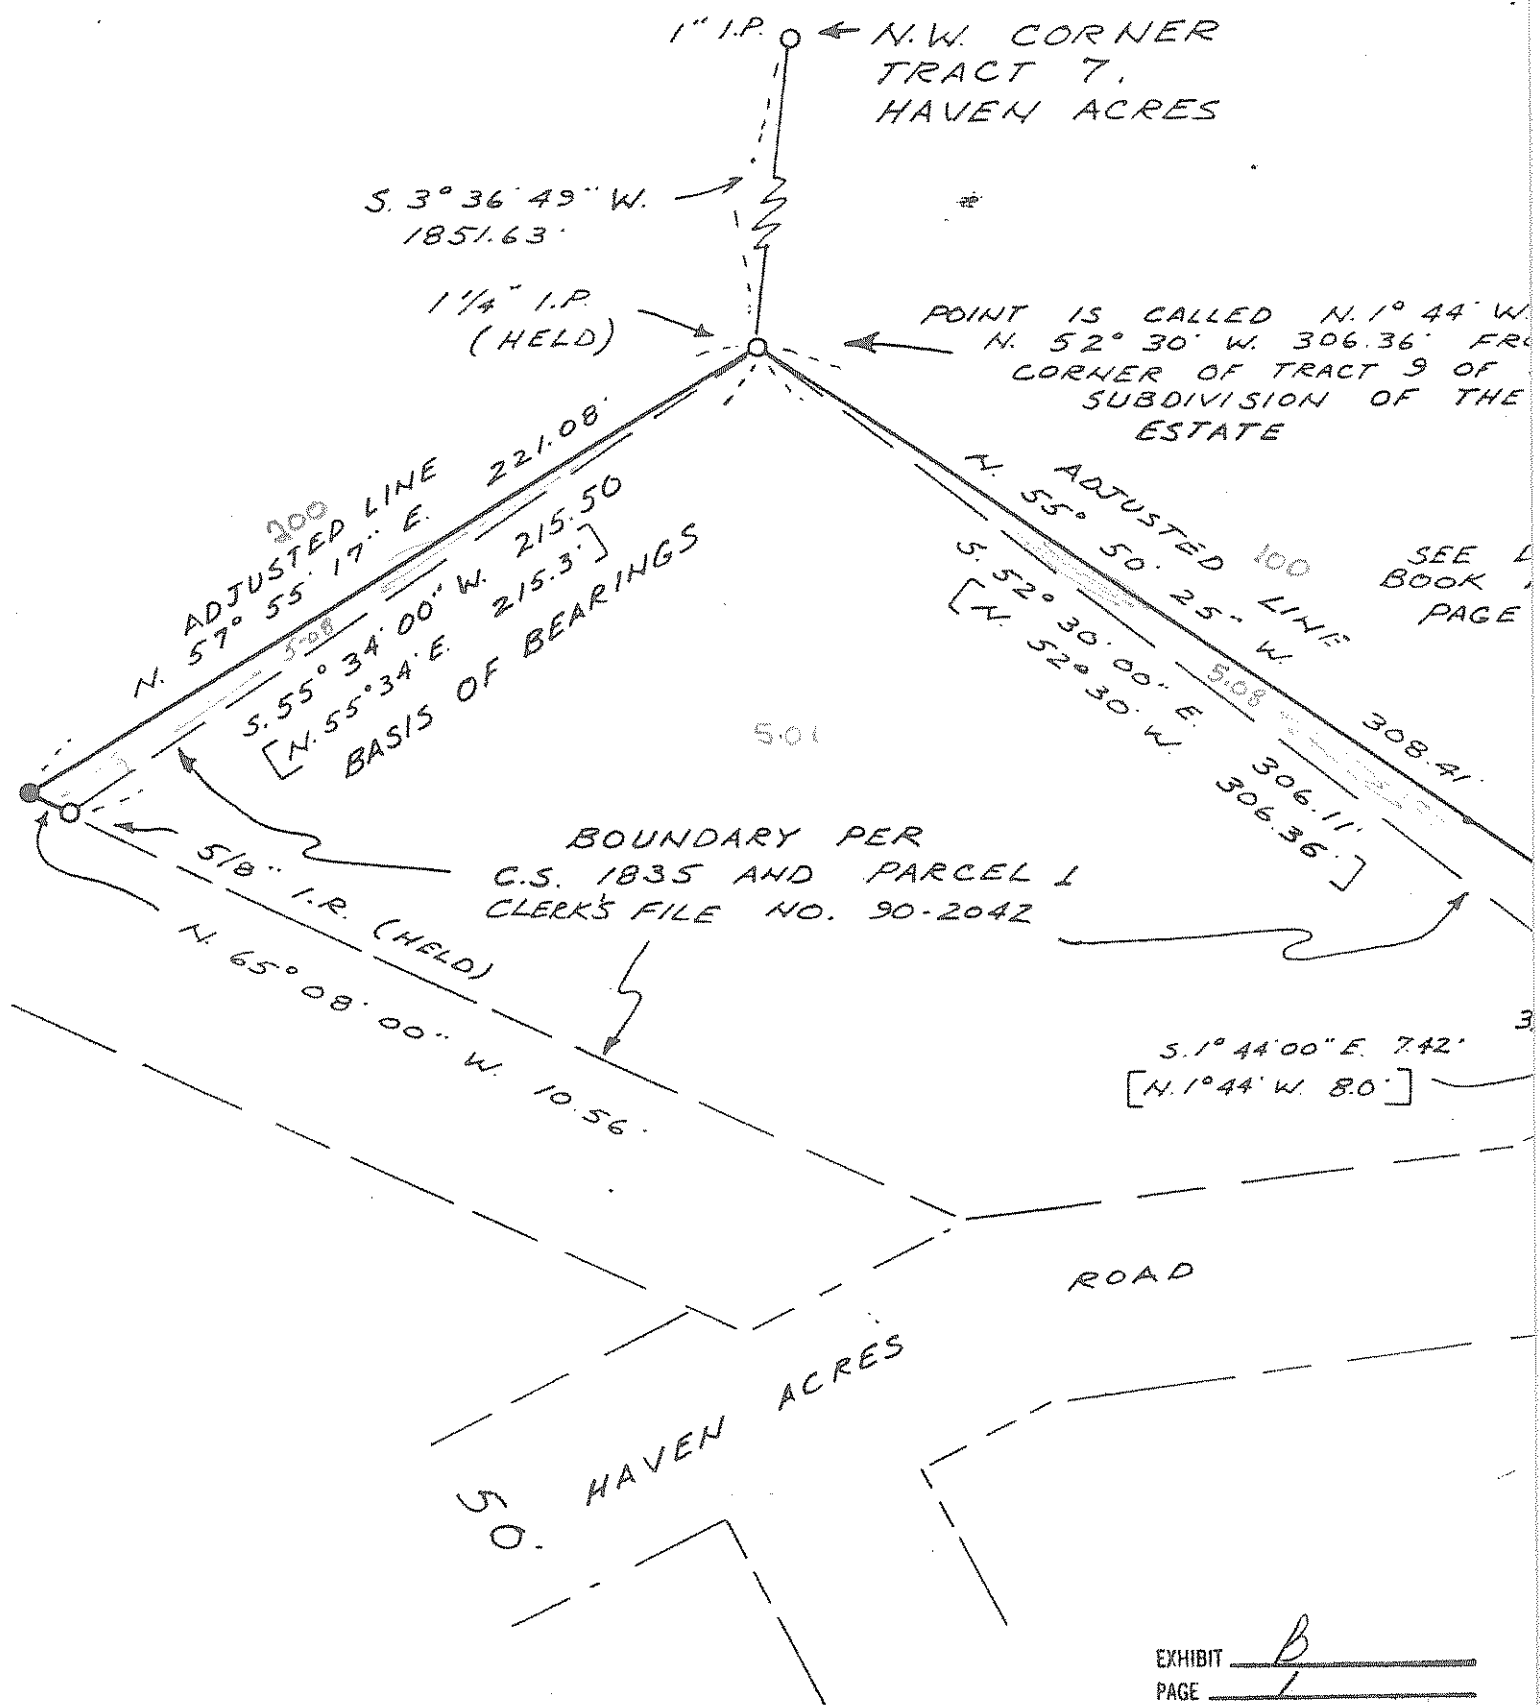 1" I.P.
N.W. CORNER
TRACT 7,
HAVEN ACRES
S. 3° 36' 49" W.
1851.63'
1 1/4" I.P.
(HELD)
POINT IS CALLED N. 1° 44' W.
N. 52° 30' W. 306.36'
CORNER OF TRACT 9 OF
SUBDIVISION OF THE
ESTATE
200
ADJUSTED LINE
N. 57° 55' 17" E. 221.08'
5.08
S. 55° 34' 00" W. 215.50
[N. 55° 34' E. 215.3']
BASIS OF BEARINGS
ADJUSTED LINE
N. 55° 50' 25" W. 308.41'
100
S. 52° 30' 00" E. 306.11'
[N. 52° 30' W. 306.36']
5.08
SEE
BOOK
PAGE
5.01
BOUNDARY PER
C.S. 1835 AND PARCEL 1
CLERK'S FILE NO. 90-2042
5/8" I.R. (HELD)
N. 65° 08' 00" W. 10.56'
S. 1° 44' 00" E. 7.42'
[N. 1° 44' W. 8.0']
ROAD
HAVEN ACRES
50'
EXHIBIT B
PAGE 1